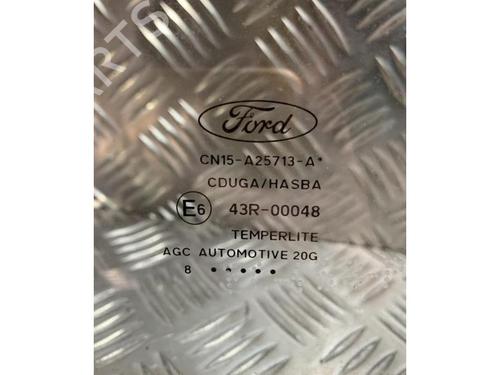 Ford
CN15-A25713-A*
CDUGA/HASBA
E6 43R-00048
TEMPERLITE
AGC AUTOMOTIVE 20G
8 ●●●●●